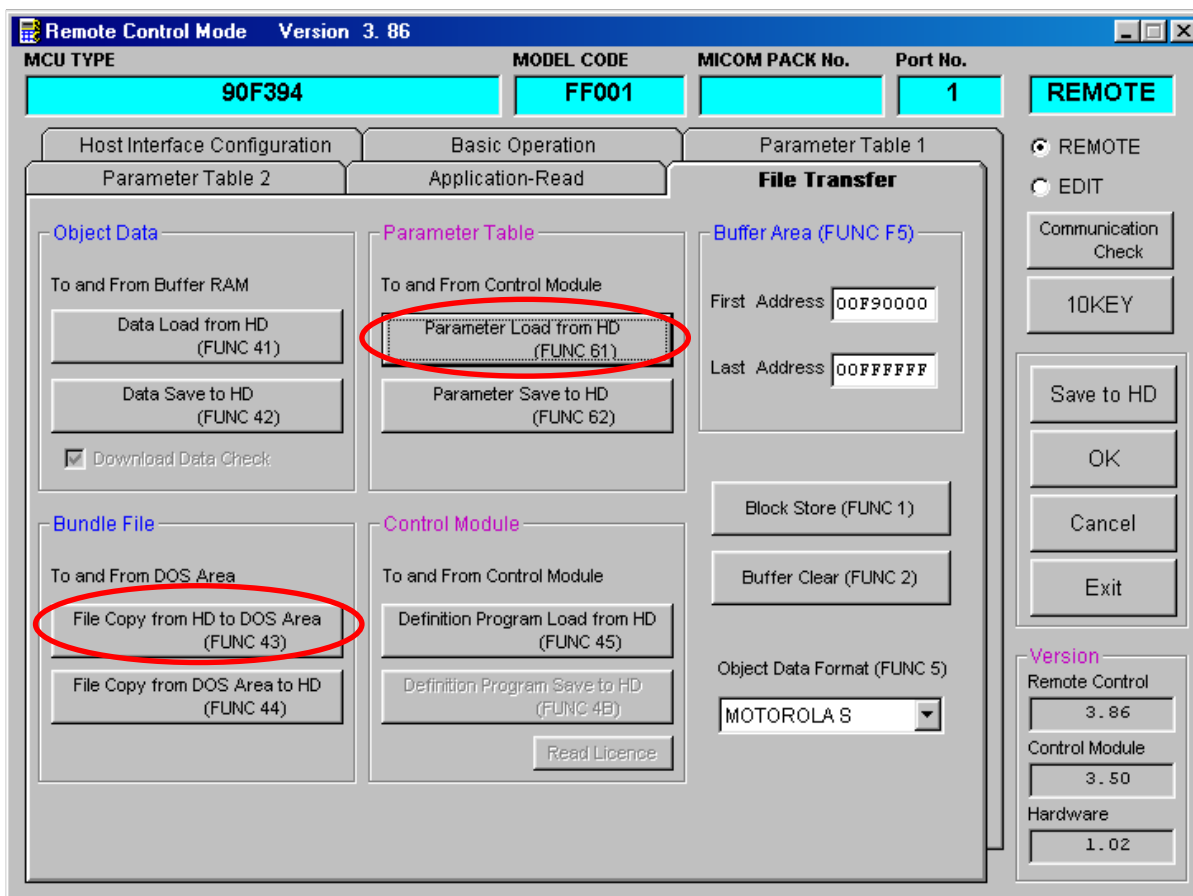 Remote Control Mode Version 3. 86
MCU TYPE
MODEL CODE
MICOM PACK No.
Port No.
90F394
FF001
1
REMOTE
Host Interface Configuration
Basic Operation
Parameter Table 1
Parameter Table 2
Application-Read
File Transfer
REMOTE
EDIT
Communication
Check
10KEY
Object Data
To and From Buffer RAM
Data Load from HD
(FUNC 41)
Data Save to HD
(FUNC 42)
Download Data Check
Parameter Table
To and From Control Module
Parameter Load from HD
(FUNC 61)
Parameter Save to HD
(FUNC 62)
Buffer Area (FUNC F5)
First Address 00F90000
Last Address 00FFFFFF
Block Store (FUNC 1)
Buffer Clear (FUNC 2)
Object Data Format (FUNC 5)
MOTOROLA S
Bundle File
To and From DOS Area
File Copy from HD to DOS Area
(FUNC 43)
File Copy from DOS Area to HD
(FUNC 44)
Control Module
To and From Control Module
Definition Program Load from HD
(FUNC 45)
Definition Program Save to HD
(FUNC 4B)
Read Licence
Save to HD
OK
Cancel
Exit
Version
Remote Control
3.86
Control Module
3.50
Hardware
1.02